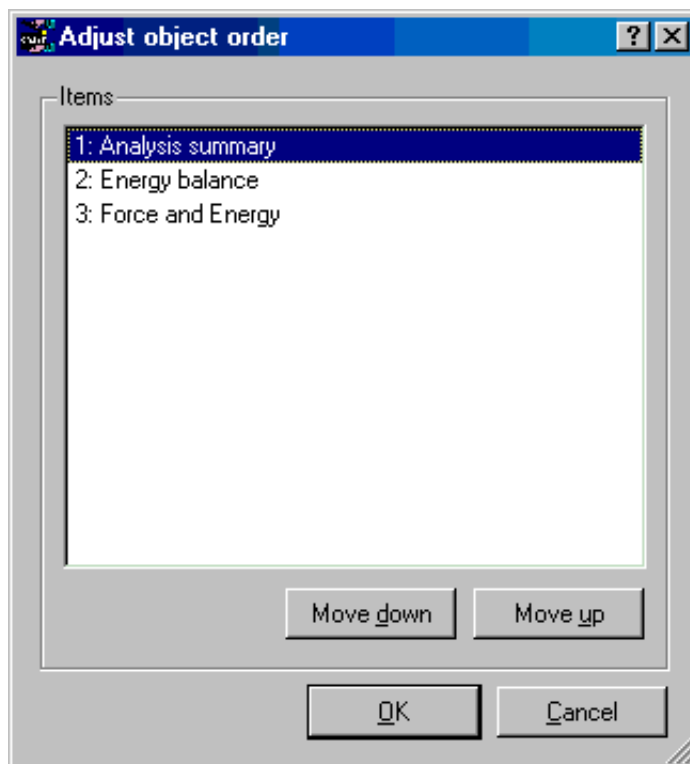 Adjust object order
Items
1: Analysis summary
2: Energy balance
3: Force and Energy
Move down
Move up
OK
Cancel